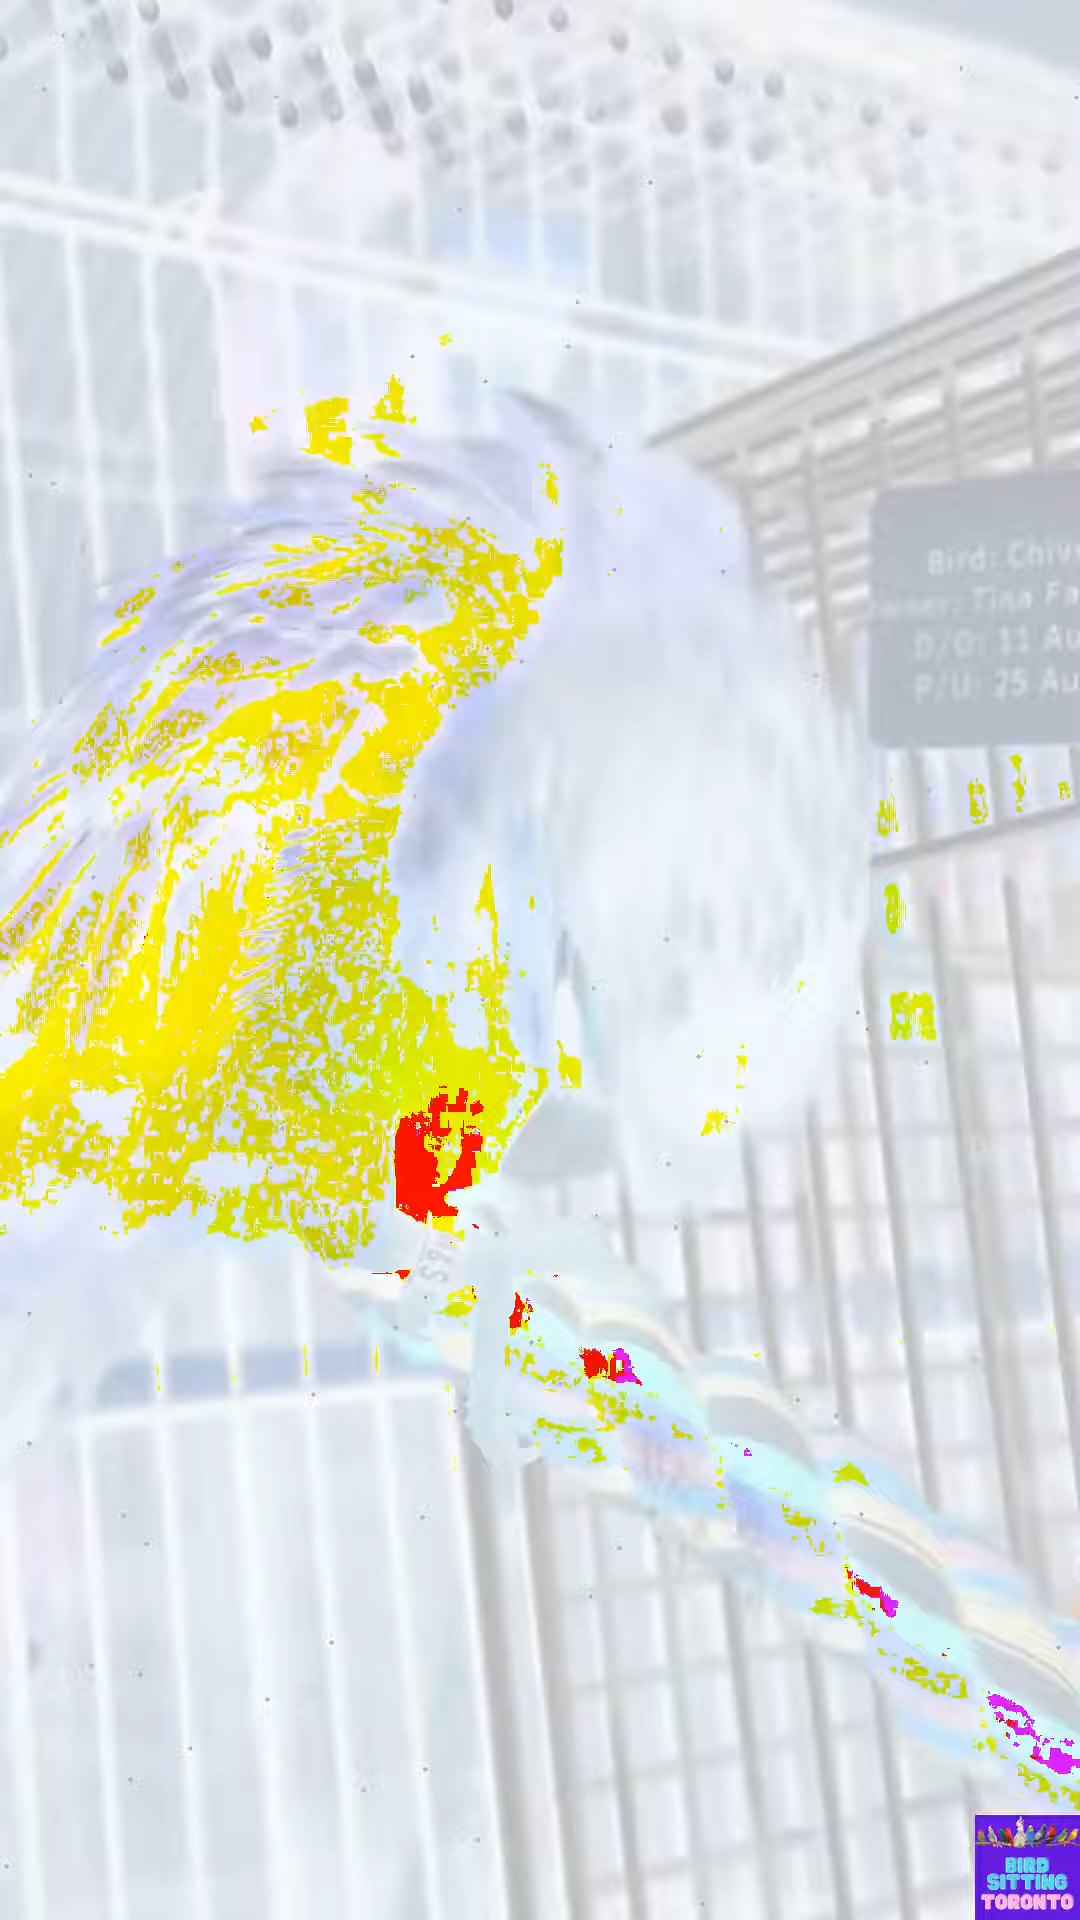 Bird: Chiv
Tina Fa
D/O: 11 Au
P/U: 25 Au
BIRD
SITTING
TORONTO